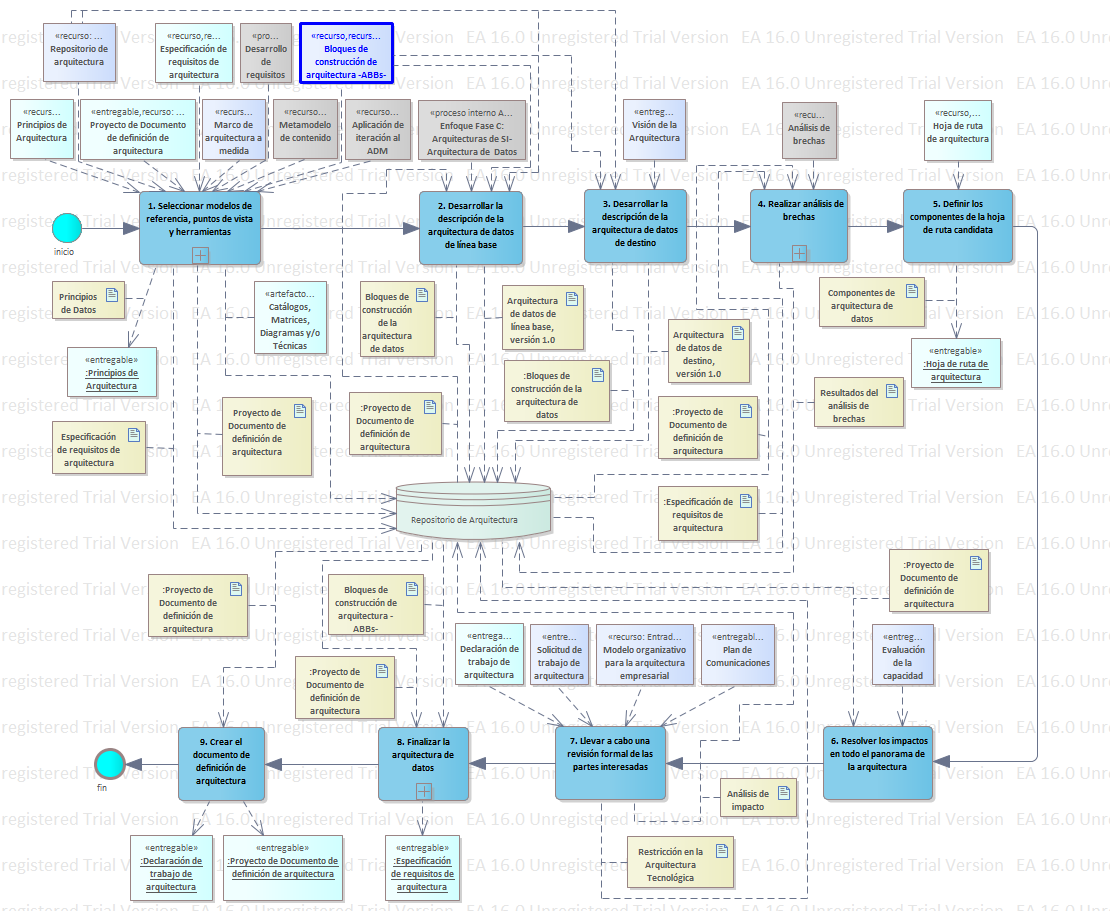 EA 16.0 Unregistered Trial Version
«recurso: ...
Repositorio de
arquitectura
«recurso,re...
Especificación de
requisitos de
arquitectura
«pro...
Desarrollo
de
requisitos
«recurso,recurs...
Bloques de
construcción de
arquitectura -ABBs-
«recurs...
Principios de
Arquitectura
«entregable,recurso: ...
Proyecto de Documento
de definición de
arquitectura
«recurs...
Marco de
arquitectura a
medida
«recurso...
Metamodelo
de contenido
«recurso...
Aplicación de
iteración al
ADM
«proceso interno A...
Enfoque Fase C:
Arquitecturas de SI-
Arquitectura de Datos
«entreg...
Visión de la
Arquitectura
«recu...
Análisis de
brechas
«recurso,...
Hoja de ruta
de arquitectura
inicio
1. Seleccionar modelos de
referencia, puntos de vista
y herramientas
2. Desarrollar la
descripción de la
arquitectura de datos
de línea base
3. Desarrollar la
descripción de la
arquitectura de datos
de destino
4. Realizar análisis de
brechas
5. Definir los
componentes de la hoja
de ruta candidata
Principios
de Datos
«artefacto...
Catálogos,
Matrices,
Diagramas y/o
Técnicas
Bloques de
construcción
de la
arquitectura
de datos
Arquitectura
de datos de
línea base,
versión 1.0
Arquitectura
de datos de
destino,
versión 1.0
Componentes de
arquitectura de
datos
«entregable»
:Principios de
Arquitectura
«entregable»
:Hoja de ruta de
arquitectura
:Bloques de
construcción de la
arquitectura de
datos
Resultados del
análisis de
brechas
Proyecto de
Documento de
definición de
arquitectura
:Proyecto de
Documento de
definición de
arquitectura
:Proyecto de
Documento de
definición de
arquitectura
Especificación
de requisitos de
arquitectura
Repositorio de Arquitectura
:Especificación de
requisitos de
arquitectura
:Proyecto de
Documento de
definición de
arquitectura
Bloques de
construcción de
arquitectura -
ABBs-
:Proyecto de
Documento de
definición de
arquitectura
«entrega...
Declaración de
trabajo de
arquitectura
«entre...
Solicitud de
trabajo de
arquitectura
«recurso: Entrad...
Modelo organizativo
para la arquitectura
empresarial
«entregabl...
Plan de
Comunicaciones
«entreg...
Evaluación
de la
capacidad
:Proyecto de
Documento de
definición de
arquitectura
fin
9. Crear el
documento de
definición de
arquitectura
8. Finalizar la
arquitectura de
datos
7. Llevar a cabo una
revisión formal de las
partes interesadas
6. Resolver los impactos
en todo el panorama de
la arquitectura
Análisis de
impacto
«entregable»
:Declaración de
trabajo de
arquitectura
«entregable»
:Proyecto de Documento de
definición de arquitectura
«entregable»
:Especificación
de requisitos de
arquitectura
Restricción en la
Arquitectura
Tecnológica